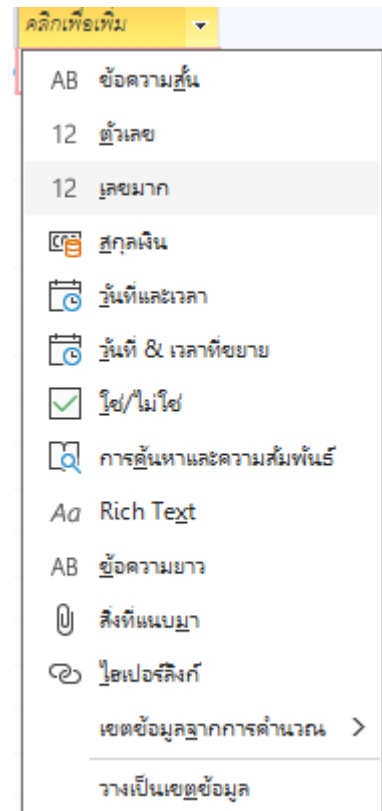 คลิกเพื่อเพิ่ม
AB ข้อความสั้น
12 ตัวเลข
12 เลขมาก
สกุลเงิน
วันที่และเวลา
วันที่ & เวลาที่ขยาย
ใช่/ไม่ใช่
การค้นหาและความสัมพันธ์
Aa Rich Text
AB ข้อความยาว
สิ่งที่แนบมา
ไฮเปอร์ลิงก์
เขตข้อมูลจากการคำนวณ >
วางเป็นเขตข้อมูล